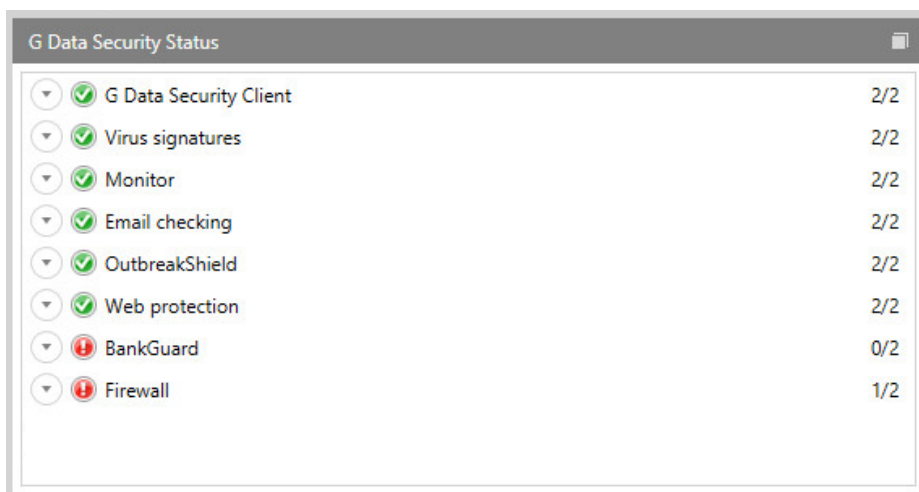 G Data Security Status
G Data Security Client 2/2
Virus signatures 2/2
Monitor 2/2
Email checking 2/2
OutbreakShield 2/2
Web protection 2/2
BankGuard 0/2
Firewall 1/2